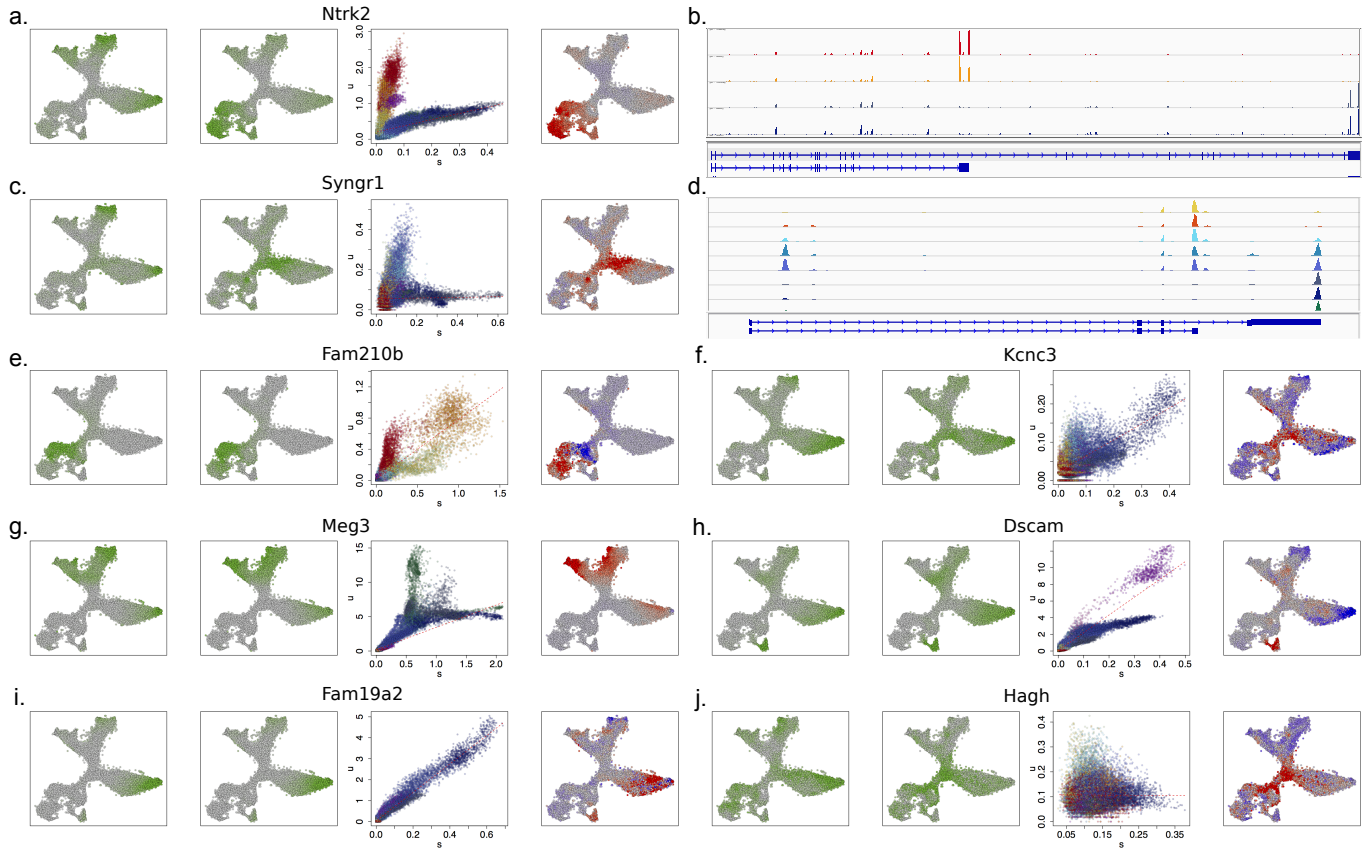 a.
Ntrk2
u
0.0
1.0
2.0
3.0
0.0
0.1
0.2
0.3
0.4
s
b.
c.
Syngr1
u
0.0
0.2
0.4
0.0
0.2
0.4
0.6
s
d.
e.
Fam210b
u
0.0
0.4
0.8
1.2
0.0
0.5
1.0
1.5
s
f.
Kcnc3
u
0.00
0.10
0.20
0.0
0.1
0.2
0.3
0.4
s
g.
Meg3
u
0
5
10
15
0.0
0.5
1.0
1.5
2.0
s
h.
Dscam
u
0
2
4
6
8
10
0.0
0.1
0.2
0.3
0.4
0.5
s
i.
Fam19a2
u
0
1
2
3
4
5
0.0
0.2
0.4
0.6
s
j.
Hagh
u
0.0
0.1
0.2
0.3
0.4
0.05
0.15
0.25
0.35
s